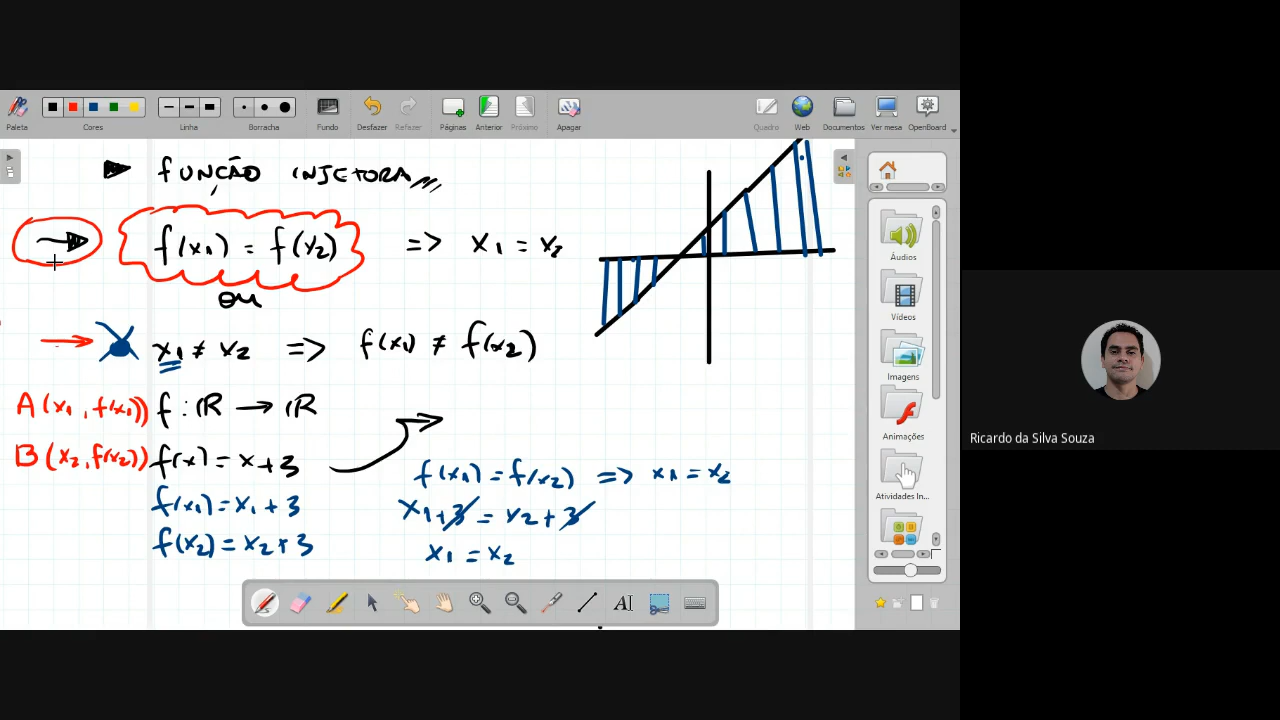 Paleta Cores Linha Borracha Fundo Desfazer Refazer Páginas Anterior Próximo Apagar Quadro Web Documentos Ver mesa OpenBoard
FUNÇÃO INJETORA
f(x1) = f(x2) => x1 = x2
ou
x1 ≠ x2 => f(x1) ≠ f(x2)
A(x1, f(x1)) f: ℝ → ℝ
B(x2, f(x2)) f(x) = x+3
f(x1) = x1 + 3
f(x2) = x2 + 3
f(x1) = f(x2) => x1 = x2
x1+3 = x2+3
x1 = x2
Áudios
Vídeos
Imagens
Animações
Atividades In...
AI
Ricardo da Silva Souza